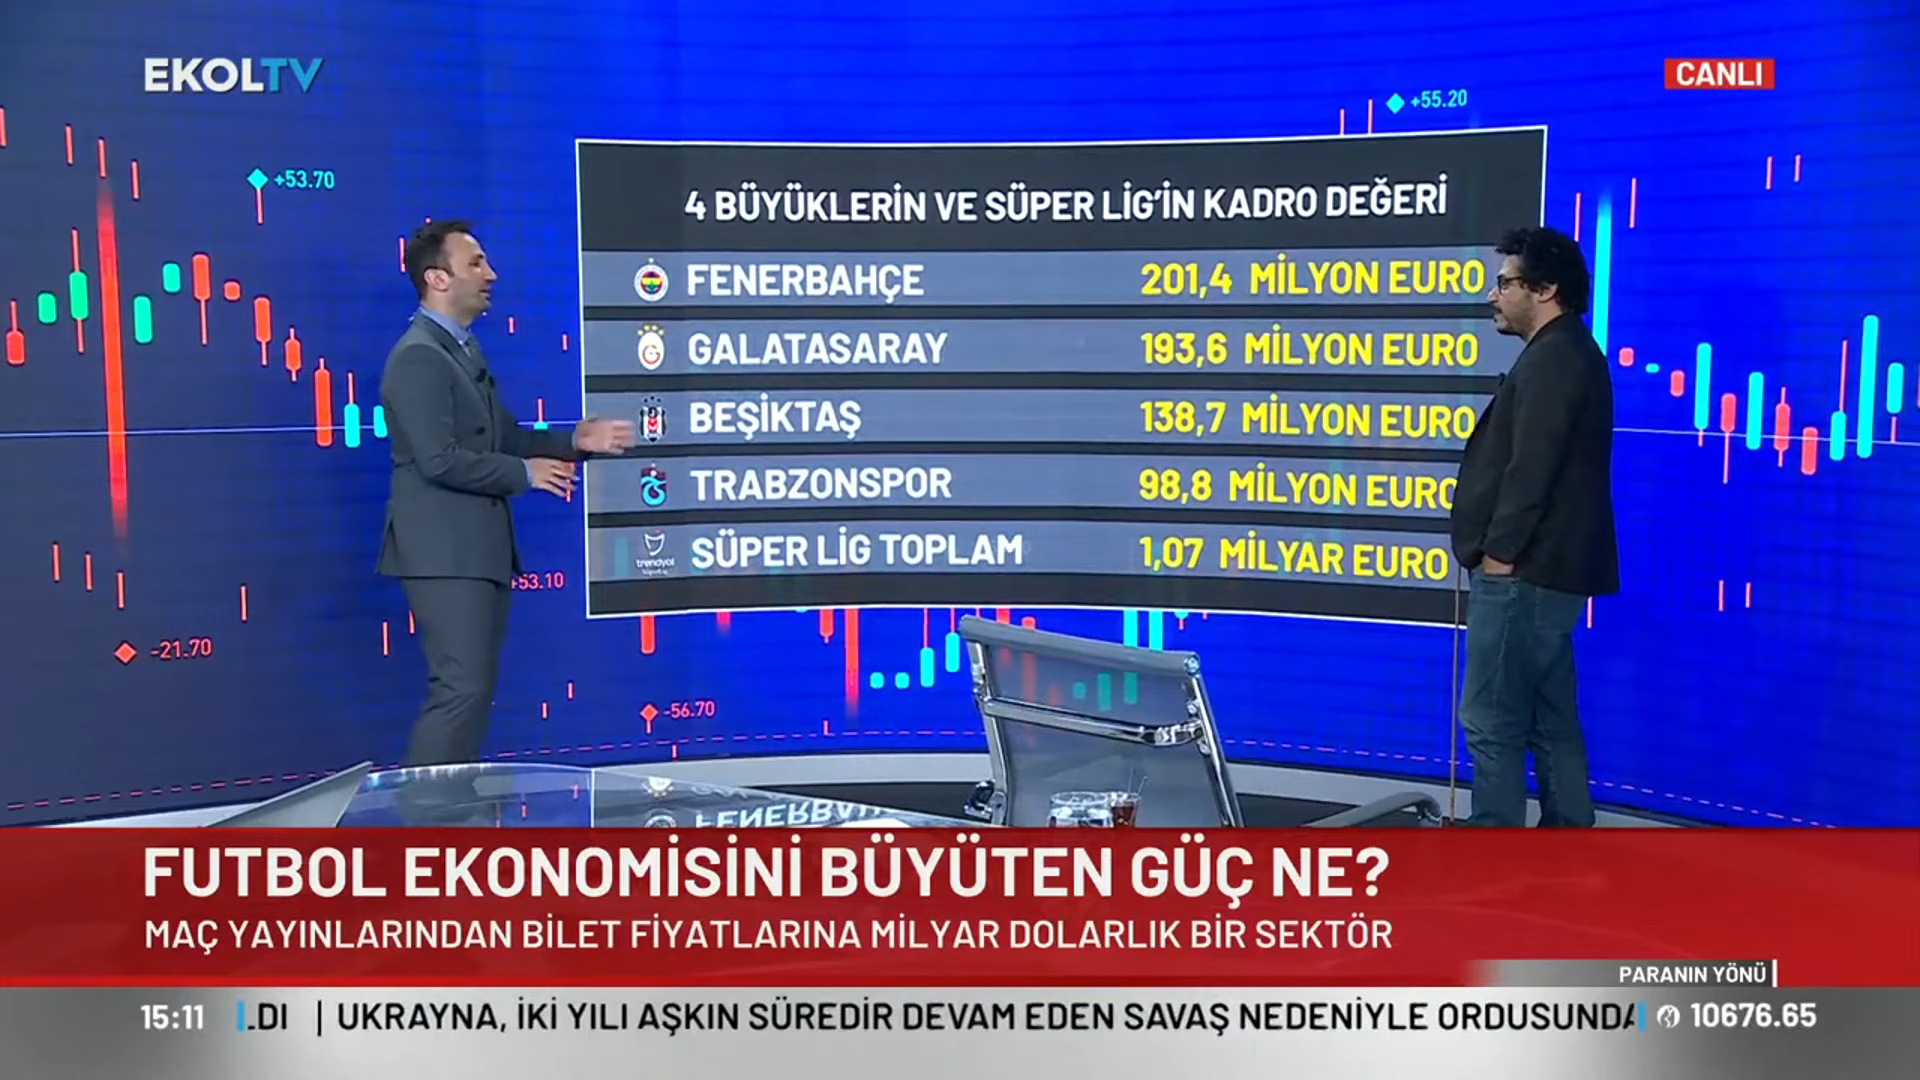 EKOLTV
CANLI
+55.20
+53.70
4 BÜYÜKLERİN VE SÜPER LİG'İN KADRO DEĞERİ
FENERBAHÇE 201,4 MİLYON EURO
GALATASARAY 193,6 MİLYON EURO
BEŞİKTAŞ 138,7 MİLYON EURO
TRABZONSPOR 98,8 MİLYON EURO
trendyol
SÜPER LİG TOPLAM 1,07 MİLYAR EURO
+53.10
-21.70
-56.70
FENERBAH
FUTBOL EKONOMİSİNİ BÜYÜTEN GÜÇ NE?
MAÇ YAYINLARINDAN BİLET FİYATLARINA MİLYAR DOLARLIK BİR SEKTÖR
PARANIN YÖNÜ
15:11 LDI | UKRAYNA, İKİ YILI AŞKIN SÜREDİR DEVAM EDEN SAVAŞ NEDENİYLE ORDUSUNDA 10676.65